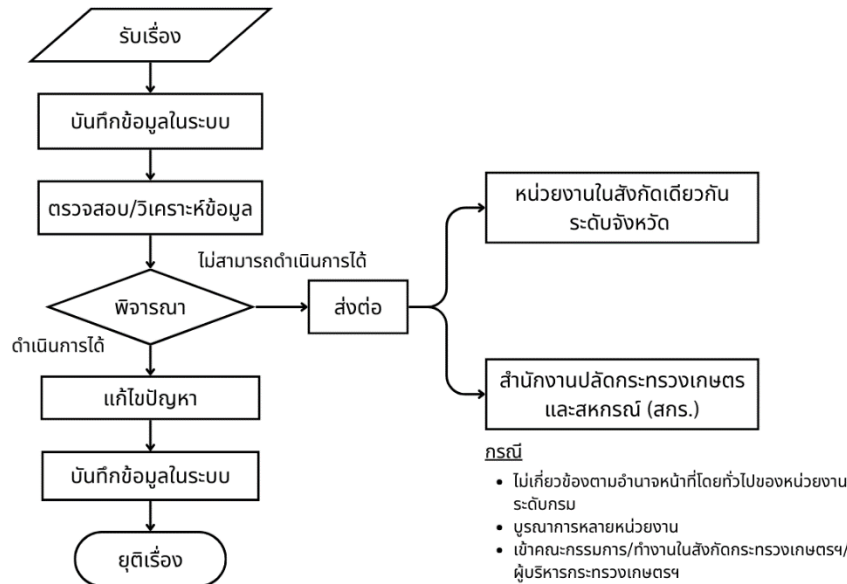 รับเรื่อง
บันทึกข้อมูลในระบบ
ตรวจสอบ/วิเคราะห์ข้อมูล
พิจารณา
ไม่สามารถดำเนินการได้
ส่งต่อ
หน่วยงานในสังกัดเดียวกัน
ระดับจังหวัด
สำนักงานปลัดกระทรวงเกษตร
และสหกรณ์ (สกร.)
กรณี
• ไม่เกี่ยวข้องตามอำนาจหน้าที่โดยทั่วไปของหน่วยงาน
ระดับกรม
• บูรณาการหลายหน่วยงาน
• เข้าคณะกรรมการ/ทำงานในสังกัดกระทรวงเกษตรฯ/
ผู้บริหารกระทรวงเกษตรฯ
ดำเนินการได้
แก้ไขปัญหา
บันทึกข้อมูลในระบบ
ยุติเรื่อง